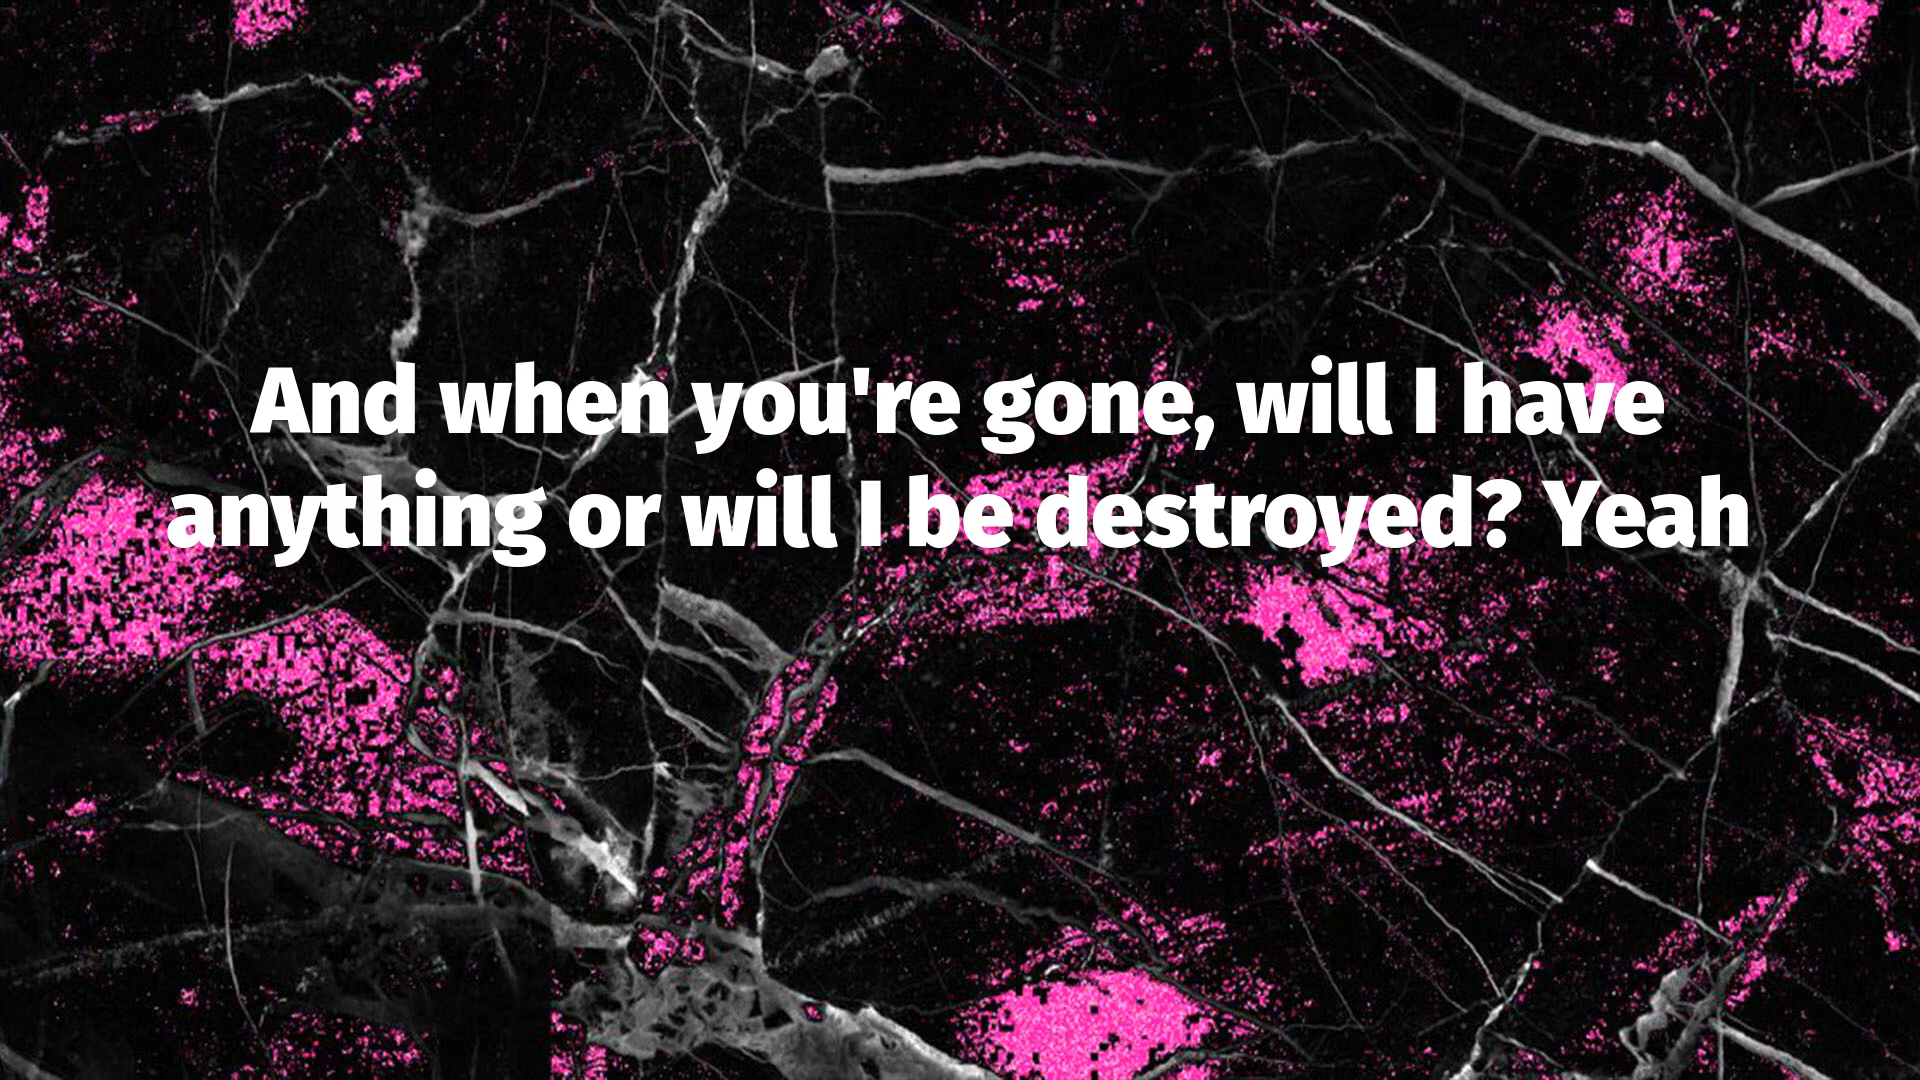 And when you're gone, will I have
anything or will I be destroyed? Yeah